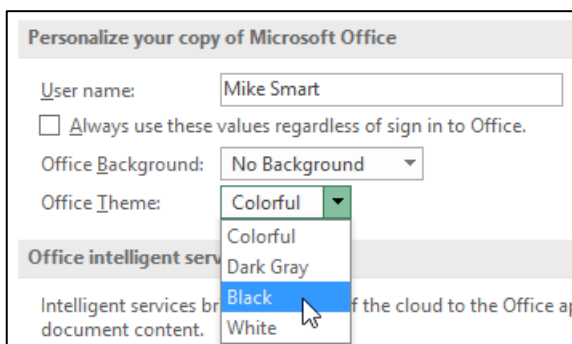 Personalize your copy of Microsoft Office
User name: Mike Smart
Always use these values regardless of sign in to Office.
Office Background: No Background
Office Theme: Colorful
Colorful
Office intelligent serv
Dark Gray
Black
Intelligent services br f the cloud to the Office ap
White
document content.